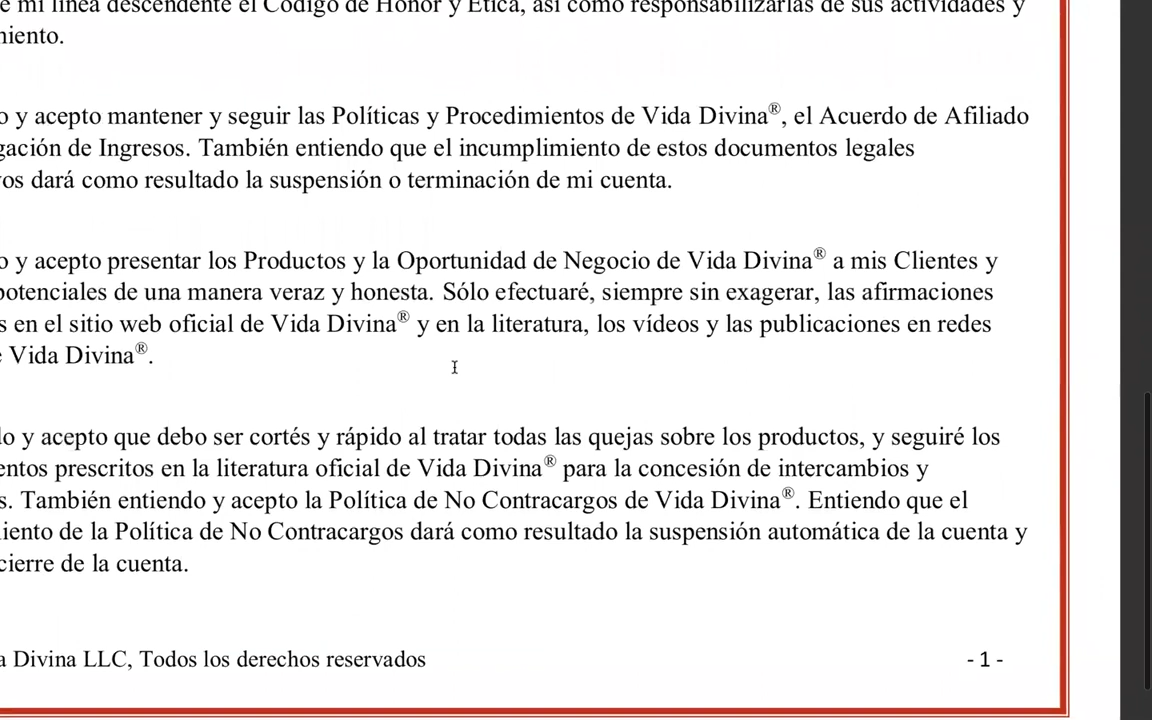 e mi línea descendente el Código de Honor y Ética, así como responsabilizarlas de sus actividades y
niento.
o y acepto mantener y seguir las Políticas y Procedimientos de Vida Divina®, el Acuerdo de Afiliado
gación de Ingresos. También entiendo que el incumplimiento de estos documentos legales
vos dará como resultado la suspensión o terminación de mi cuenta.
o y acepto presentar los Productos y la Oportunidad de Negocio de Vida Divina® a mis Clientes y
potenciales de una manera veraz y honesta. Sólo efectuaré, siempre sin exagerar, las afirmaciones
s en el sitio web oficial de Vida Divina® y en la literatura, los vídeos y las publicaciones en redes
e Vida Divina®.
do y acepto que debo ser cortés y rápido al tratar todas las quejas sobre los productos, y seguiré los
entos prescritos en la literatura oficial de Vida Divina® para la concesión de intercambios y
s. También entiendo y acepto la Política de No Contracargos de Vida Divina®. Entiendo que el
iento de la Política de No Contracargos dará como resultado la suspensión automática de la cuenta y
cierre de la cuenta.
a Divina LLC, Todos los derechos reservados
- 1 -